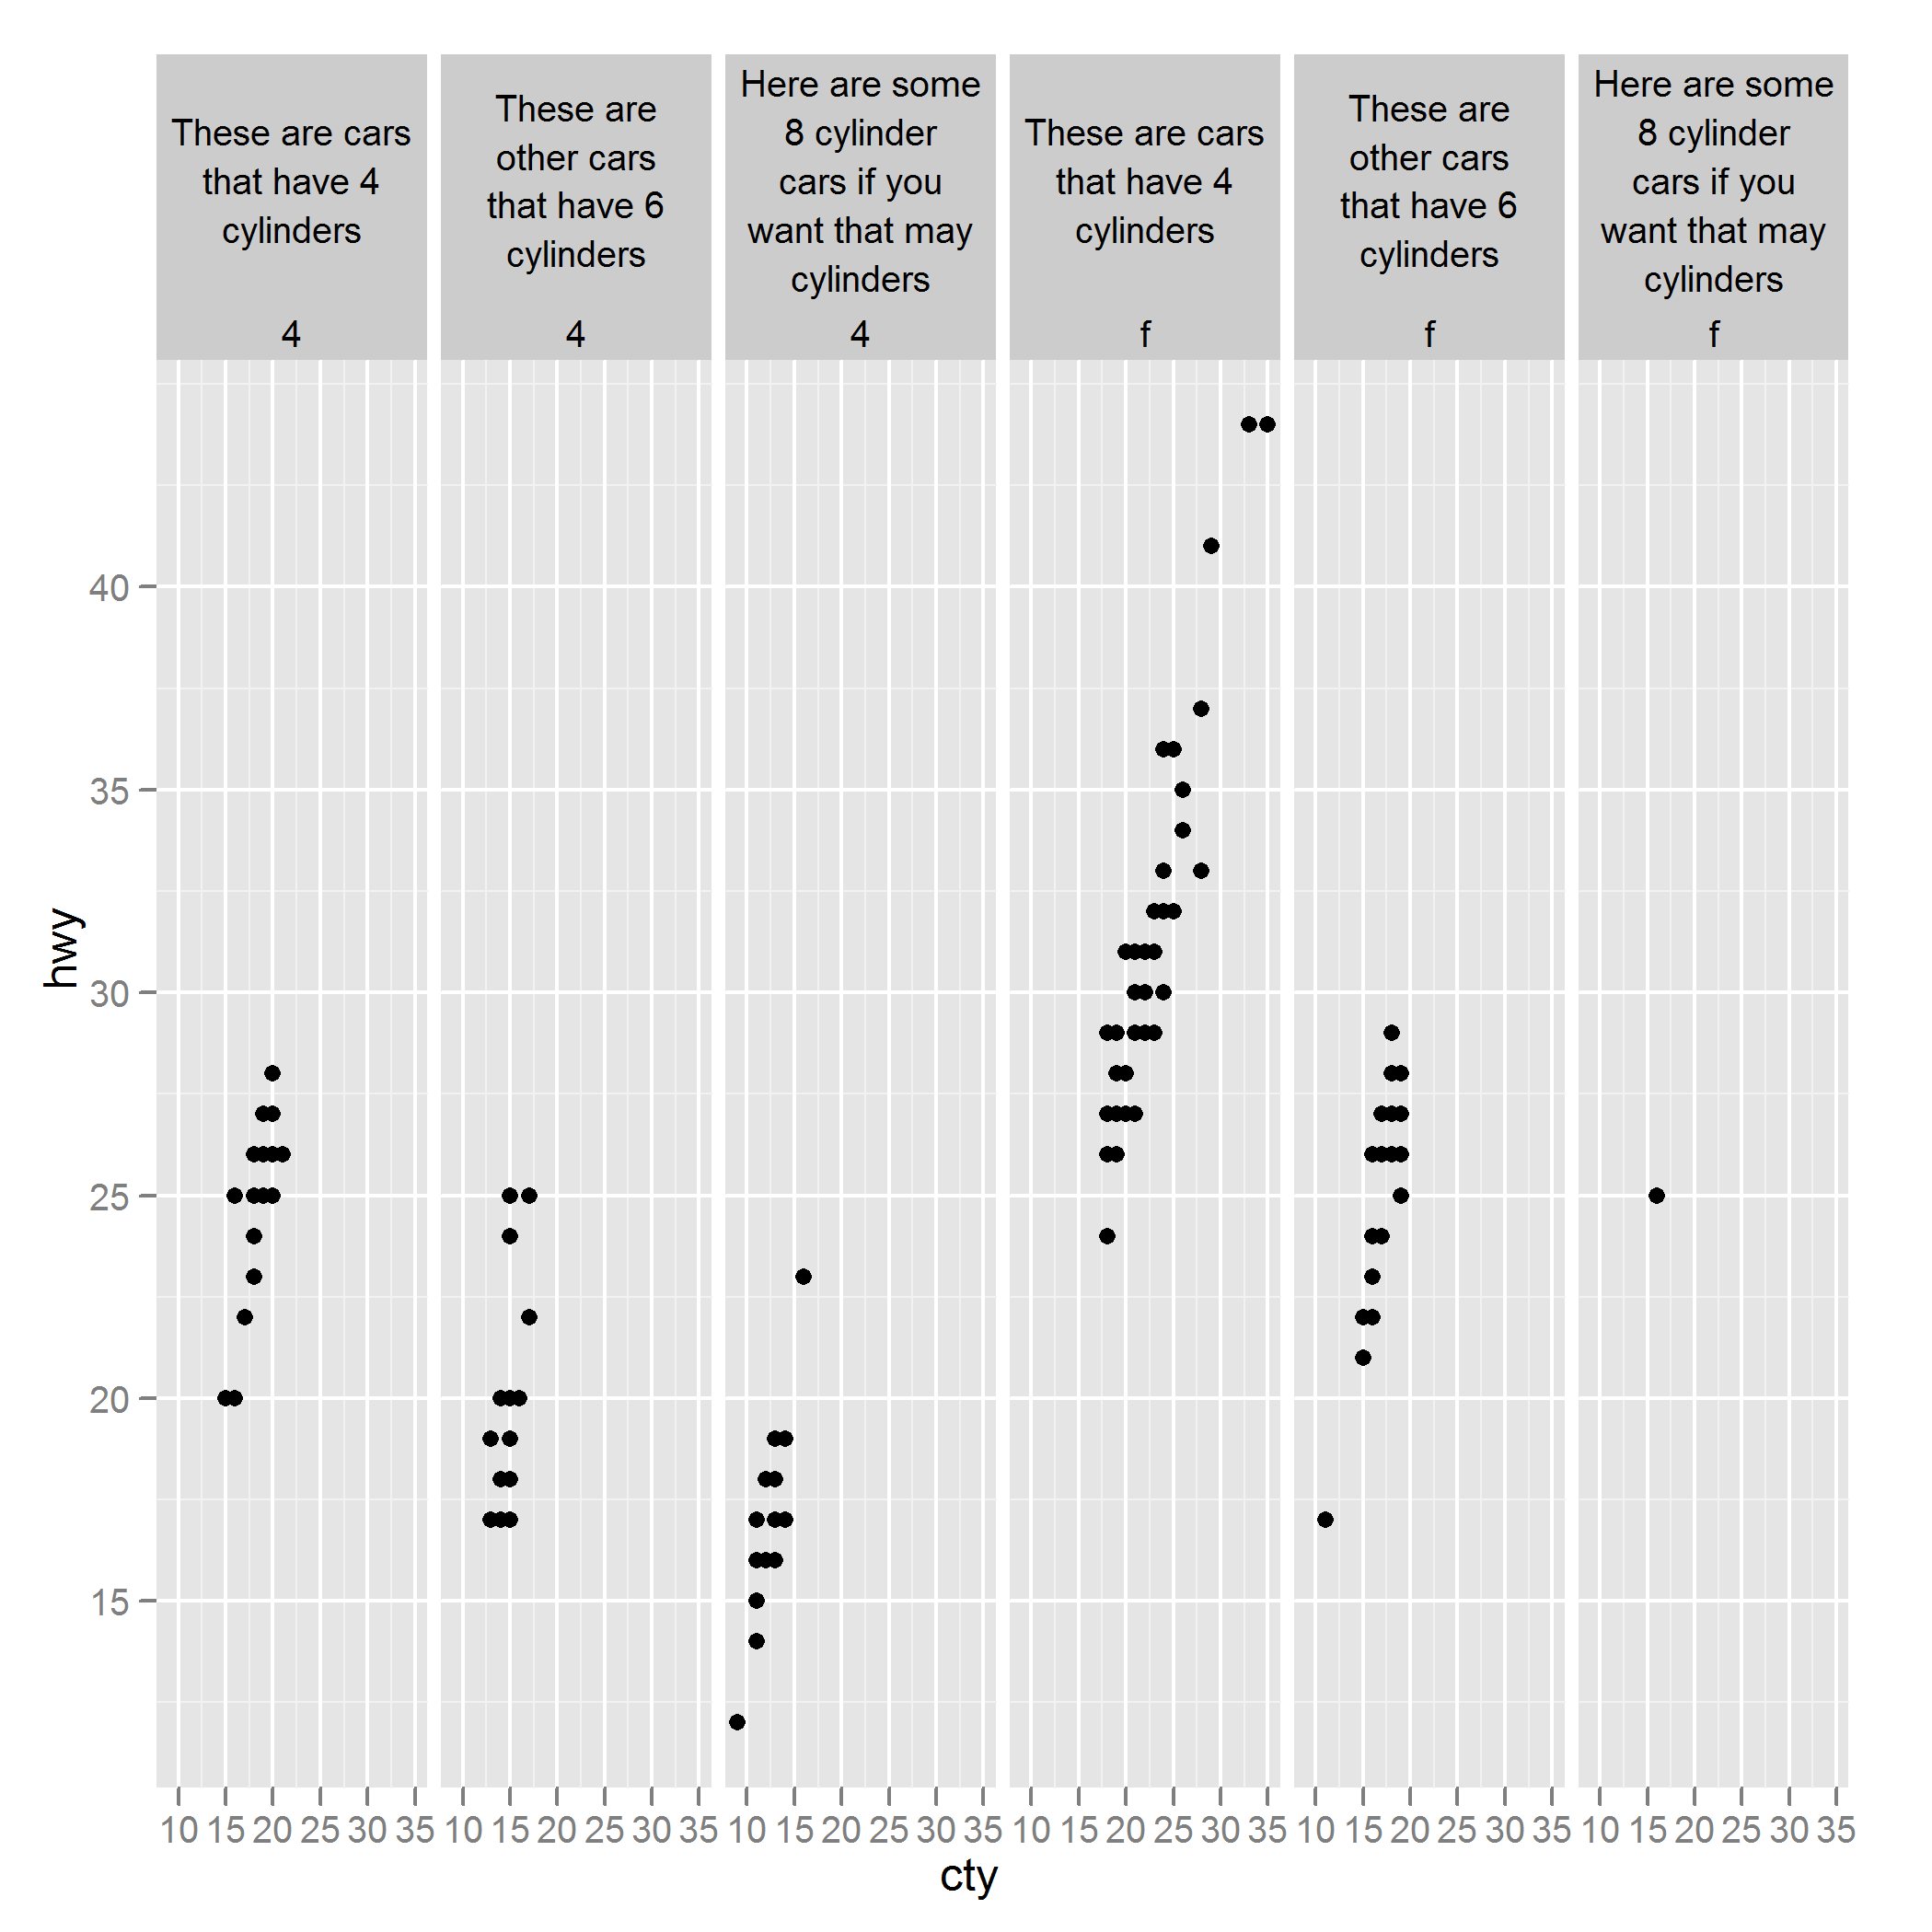 These are cars
that have 4
cylinders
4
These are
other cars
that have 6
cylinders
4
Here are some
8 cylinder
cars if you
want that may
cylinders
4
These are cars
that have 4
cylinders
f
These are
other cars
that have 6
cylinders
f
Here are some
8 cylinder
cars if you
want that may
cylinders
f
hwy
40
35
30
25
20
15
10 15 20 25 30 35
10 15 20 25 30 35
10 15 20 25 30 35
10 15 20 25 30 35
10 15 20 25 30 35
10 15 20 25 30 35
cty